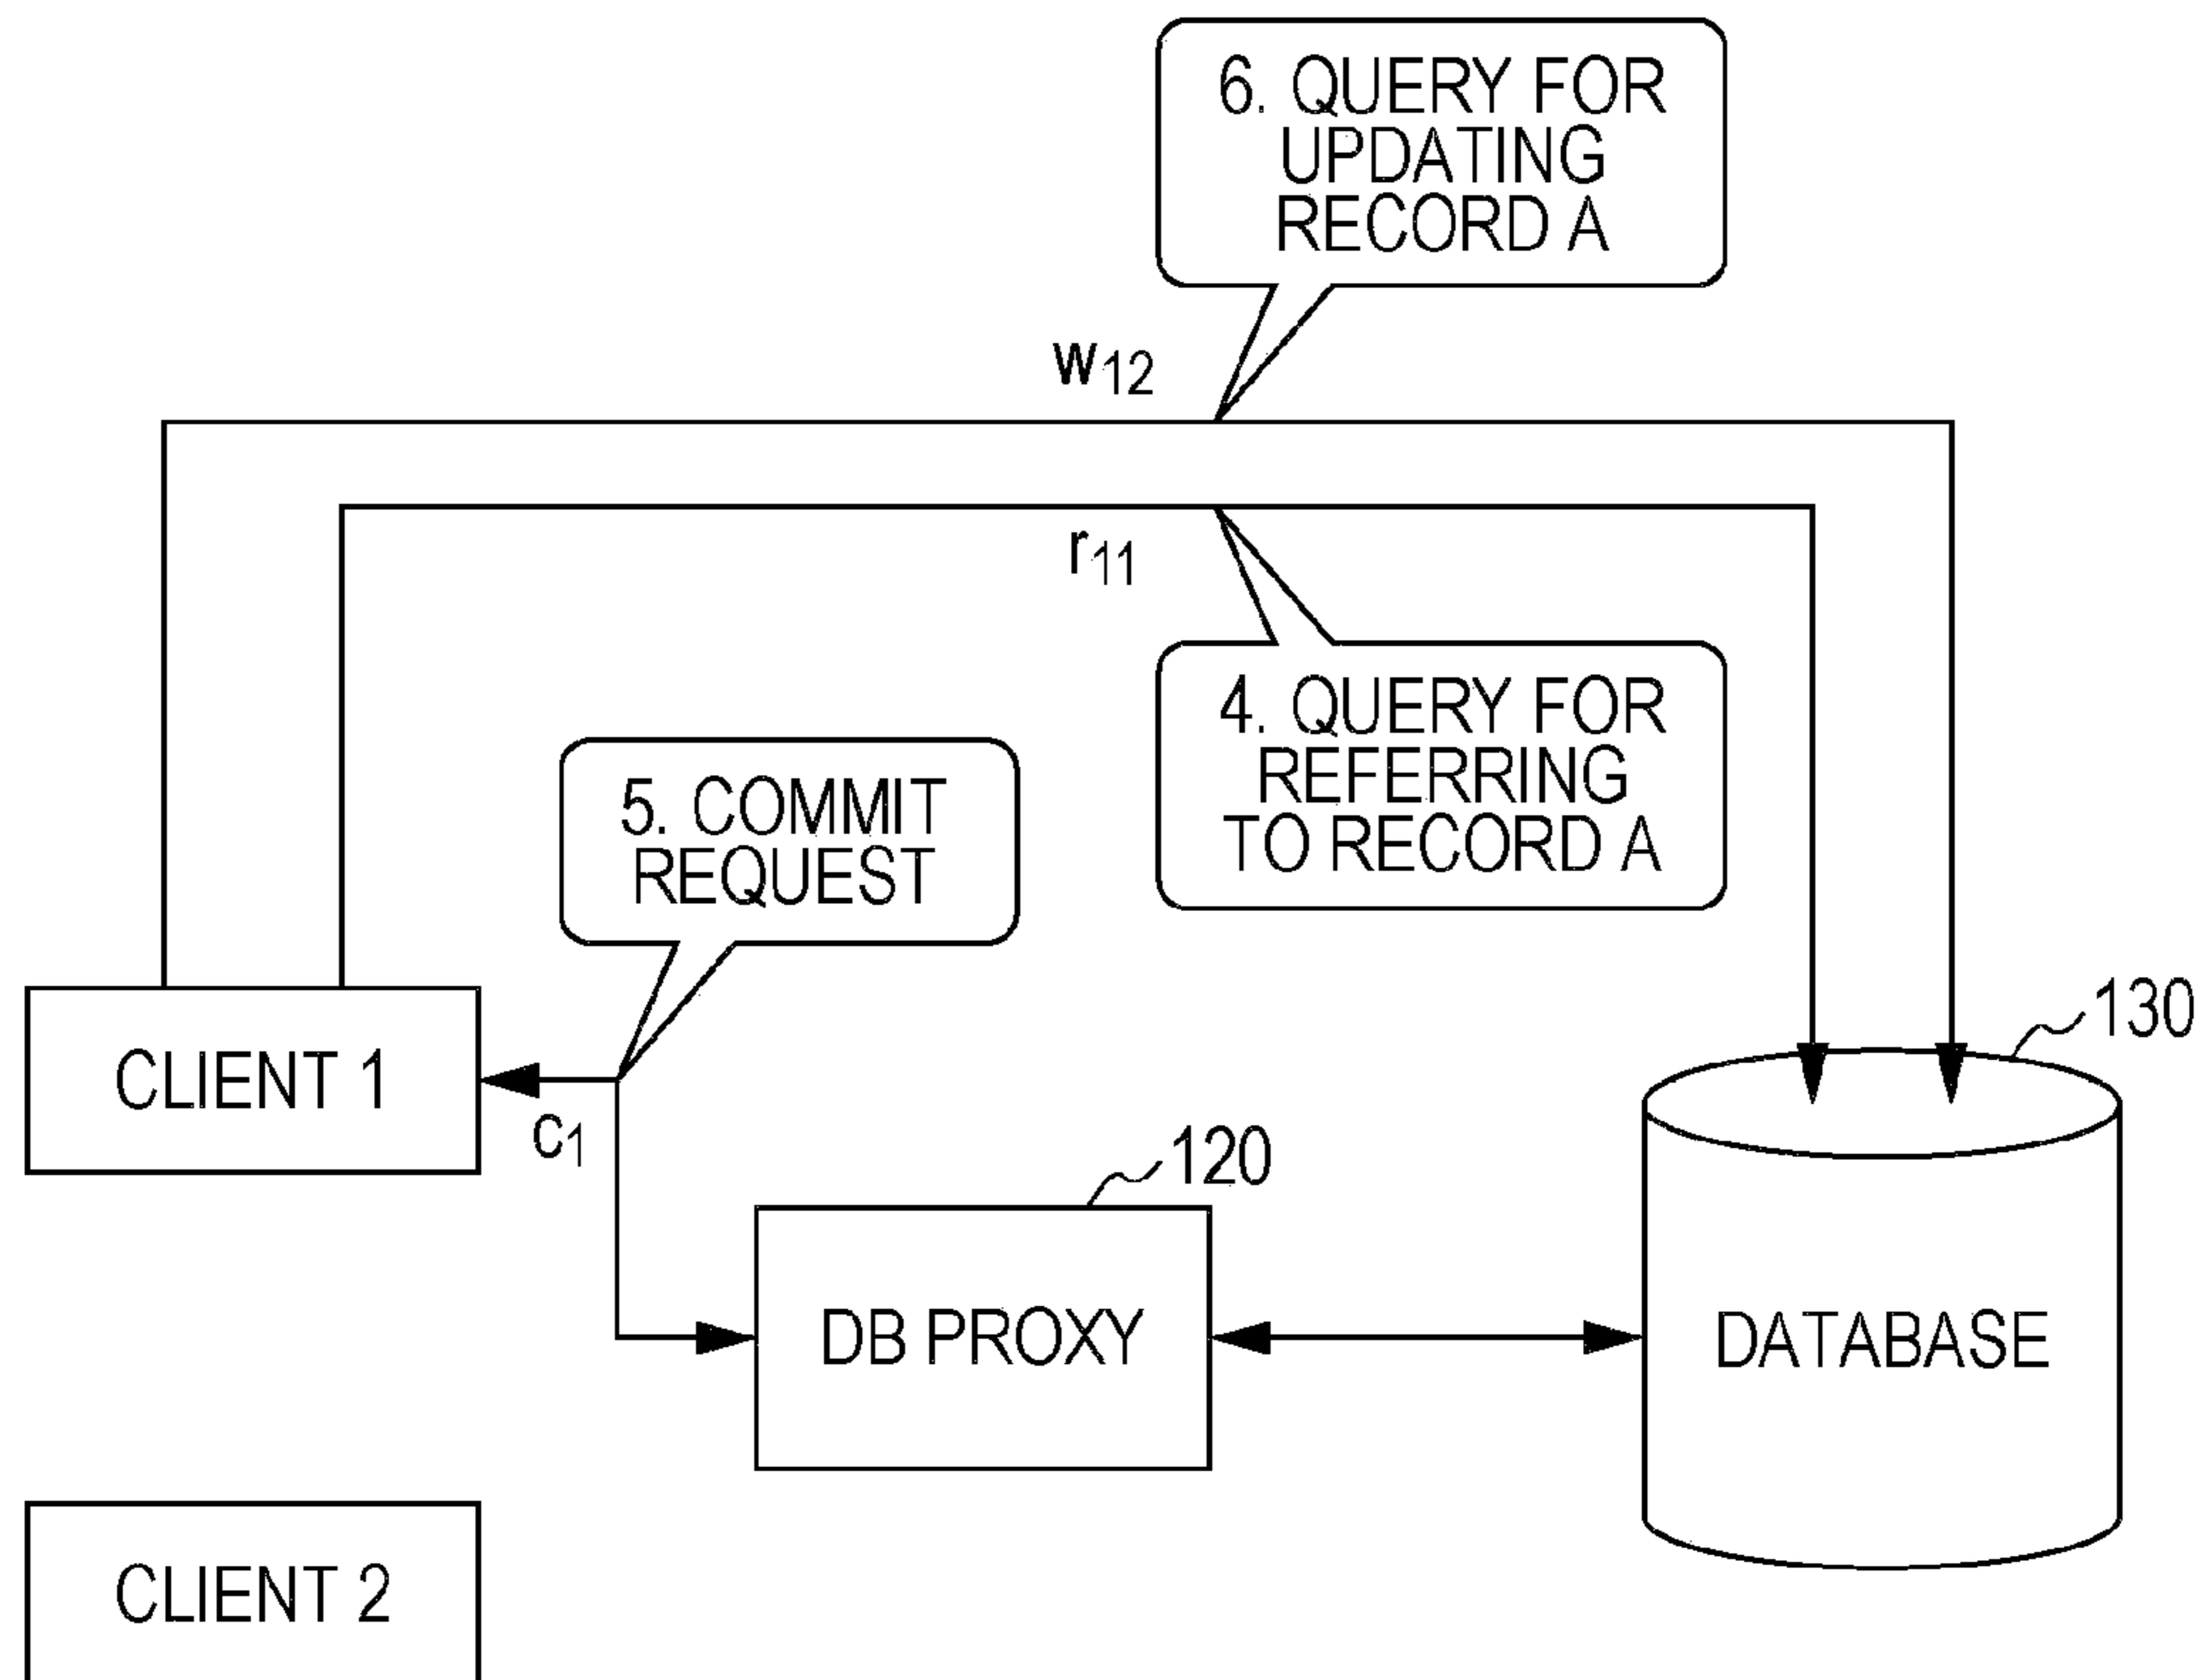 6. QUERY FOR
UPDATING
RECORD A
w12
r11
4. QUERY FOR
REFERRING
TO RECORD A
5. COMMIT
REQUEST
130
CLIENT 1
c1
120
DB PROXY
DATABASE
CLIENT 2